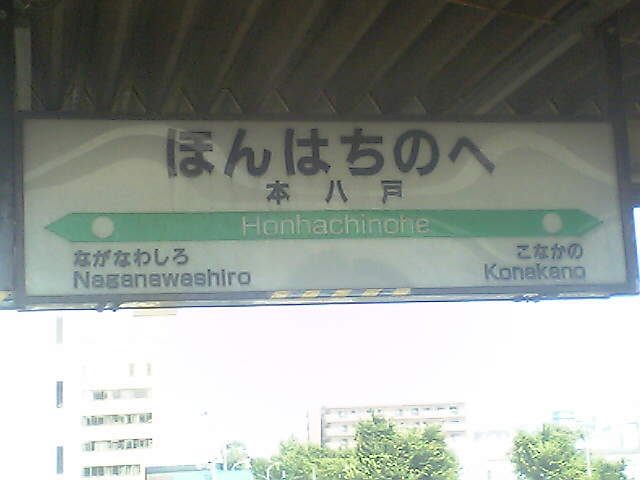 ほんはちのへ
本八戸
Honhachinohe
ながなわしろ こなかの
Naganawashiro Konakano